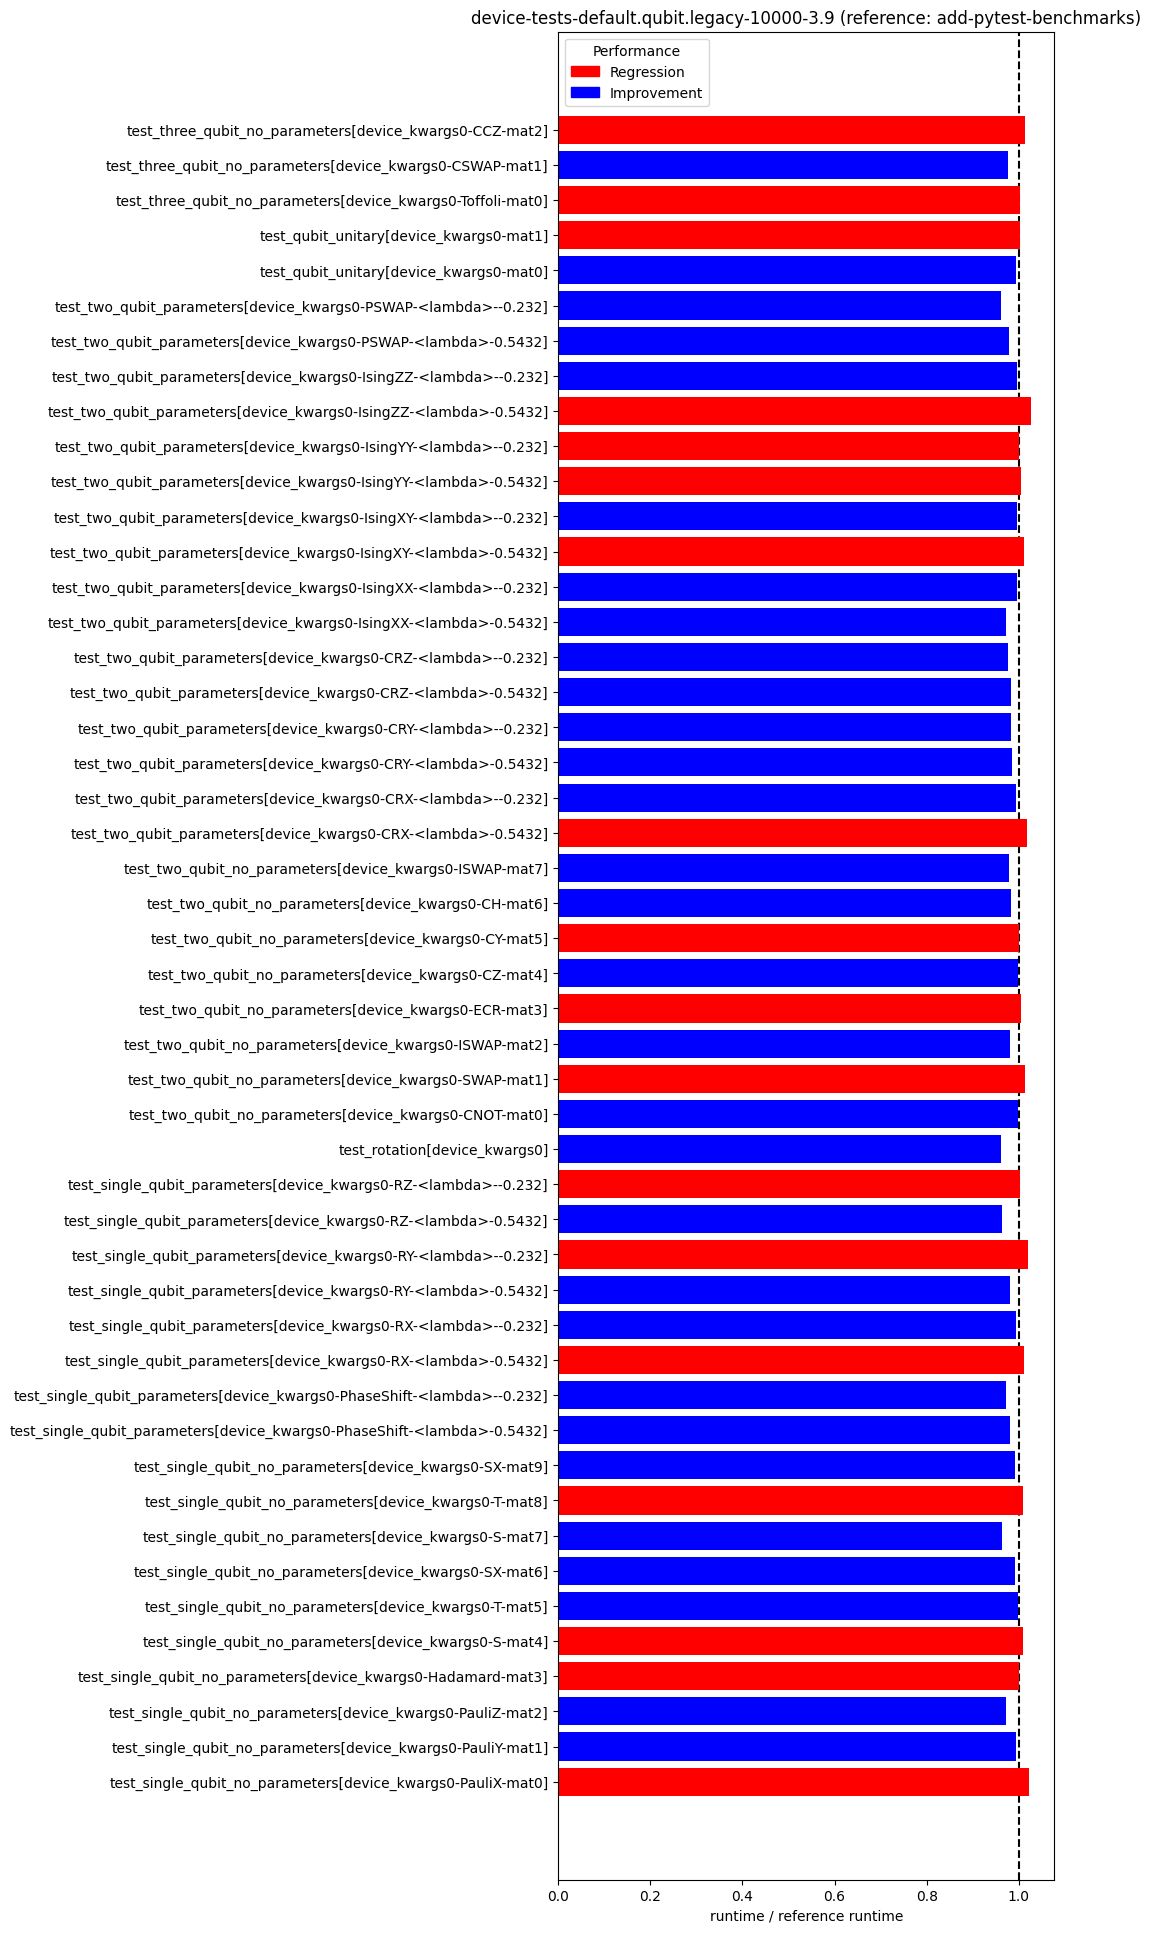 device-tests-default.qubit.legacy-10000-3.9 (reference: add-pytest-benchmarks)
Performance
Regression
Improvement
test_three_qubit_no_parameters[device_kwargs0-CCZ-mat2]
test_three_qubit_no_parameters[device_kwargs0-CSWAP-mat1]
test_three_qubit_no_parameters[device_kwargs0-Toffoli-mat0]
test_qubit_unitary[device_kwargs0-mat1]
test_qubit_unitary[device_kwargs0-mat0]
test_two_qubit_parameters[device_kwargs0-PSWAP-<lambda>--0.232]
test_two_qubit_parameters[device_kwargs0-PSWAP-<lambda>-0.5432]
test_two_qubit_parameters[device_kwargs0-IsingZZ-<lambda>--0.232]
test_two_qubit_parameters[device_kwargs0-IsingZZ-<lambda>-0.5432]
test_two_qubit_parameters[device_kwargs0-IsingYY-<lambda>--0.232]
test_two_qubit_parameters[device_kwargs0-IsingYY-<lambda>-0.5432]
test_two_qubit_parameters[device_kwargs0-IsingXY-<lambda>--0.232]
test_two_qubit_parameters[device_kwargs0-IsingXY-<lambda>-0.5432]
test_two_qubit_parameters[device_kwargs0-IsingXX-<lambda>--0.232]
test_two_qubit_parameters[device_kwargs0-IsingXX-<lambda>-0.5432]
test_two_qubit_parameters[device_kwargs0-CRZ-<lambda>--0.232]
test_two_qubit_parameters[device_kwargs0-CRZ-<lambda>-0.5432]
test_two_qubit_parameters[device_kwargs0-CRY-<lambda>--0.232]
test_two_qubit_parameters[device_kwargs0-CRY-<lambda>-0.5432]
test_two_qubit_parameters[device_kwargs0-CRX-<lambda>--0.232]
test_two_qubit_parameters[device_kwargs0-CRX-<lambda>-0.5432]
test_two_qubit_no_parameters[device_kwargs0-ISWAP-mat7]
test_two_qubit_no_parameters[device_kwargs0-CH-mat6]
test_two_qubit_no_parameters[device_kwargs0-CY-mat5]
test_two_qubit_no_parameters[device_kwargs0-CZ-mat4]
test_two_qubit_no_parameters[device_kwargs0-ECR-mat3]
test_two_qubit_no_parameters[device_kwargs0-ISWAP-mat2]
test_two_qubit_no_parameters[device_kwargs0-SWAP-mat1]
test_two_qubit_no_parameters[device_kwargs0-CNOT-mat0]
test_rotation[device_kwargs0]
test_single_qubit_parameters[device_kwargs0-RZ-<lambda>--0.232]
test_single_qubit_parameters[device_kwargs0-RZ-<lambda>-0.5432]
test_single_qubit_parameters[device_kwargs0-RY-<lambda>--0.232]
test_single_qubit_parameters[device_kwargs0-RY-<lambda>-0.5432]
test_single_qubit_parameters[device_kwargs0-RX-<lambda>--0.232]
test_single_qubit_parameters[device_kwargs0-RX-<lambda>-0.5432]
test_single_qubit_parameters[device_kwargs0-PhaseShift-<lambda>--0.232]
test_single_qubit_parameters[device_kwargs0-PhaseShift-<lambda>-0.5432]
test_single_qubit_no_parameters[device_kwargs0-SX-mat9]
test_single_qubit_no_parameters[device_kwargs0-T-mat8]
test_single_qubit_no_parameters[device_kwargs0-S-mat7]
test_single_qubit_no_parameters[device_kwargs0-SX-mat6]
test_single_qubit_no_parameters[device_kwargs0-T-mat5]
test_single_qubit_no_parameters[device_kwargs0-S-mat4]
test_single_qubit_no_parameters[device_kwargs0-Hadamard-mat3]
test_single_qubit_no_parameters[device_kwargs0-PauliZ-mat2]
test_single_qubit_no_parameters[device_kwargs0-PauliY-mat1]
test_single_qubit_no_parameters[device_kwargs0-PauliX-mat0]
0.0 0.2 0.4 0.6 0.8 1.0
runtime / reference runtime